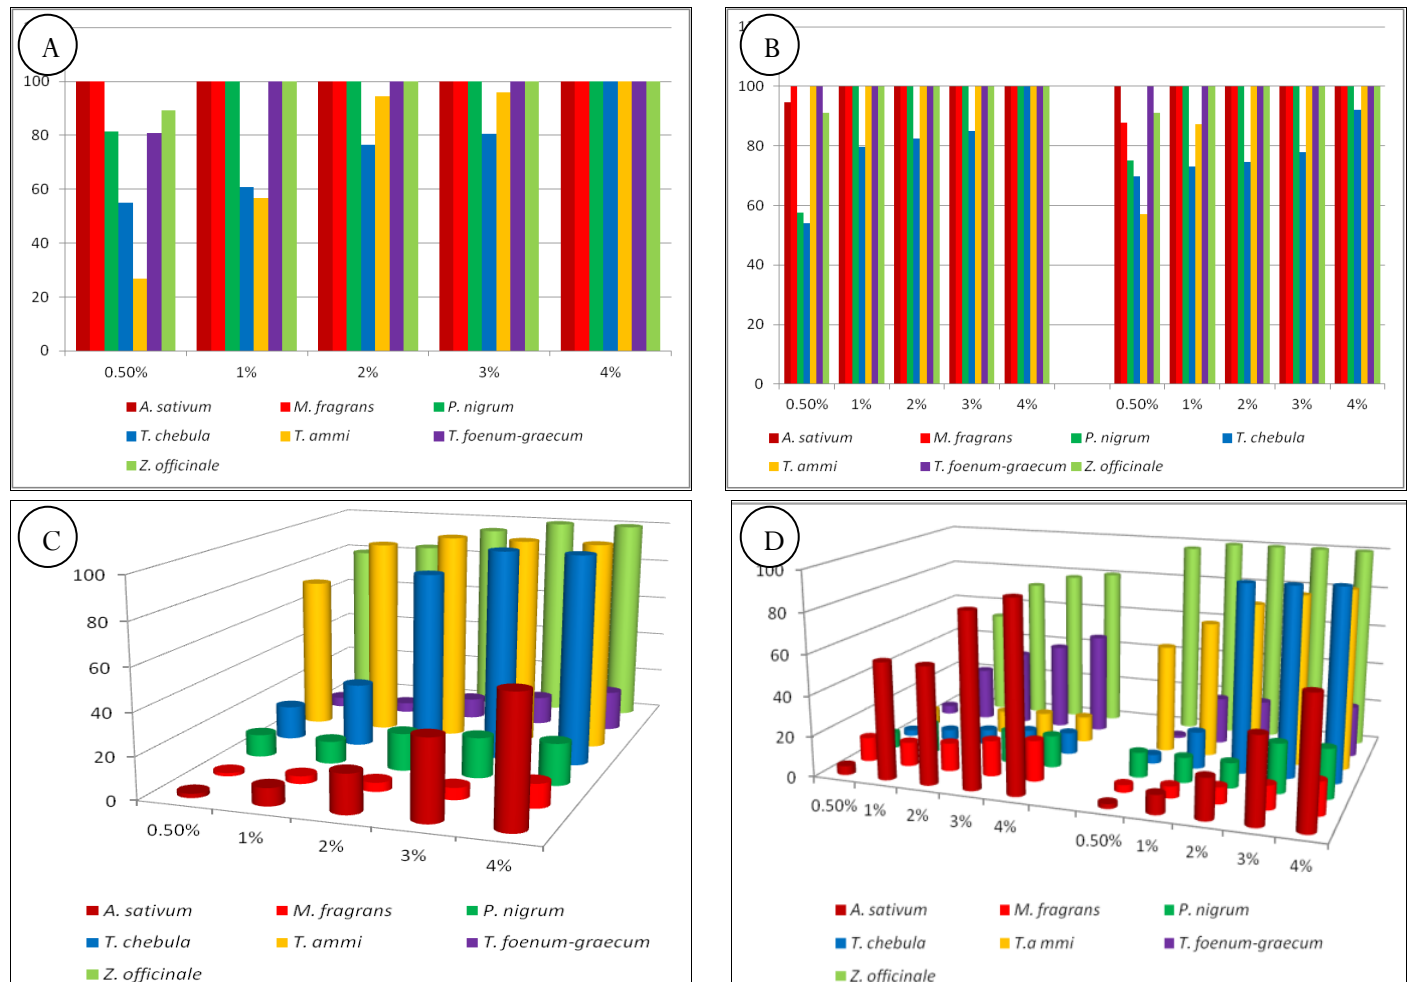 A
100
80
60
40
20
0
0.50% 1% 2% 3% 4%
A. sativum M. fragrans P. nigrum
T. chebula T. ammi T. foenum-graecum
Z. officinale
B
100
80
60
40
20
0
0.50% 1% 2% 3% 4% 0.50% 1% 2% 3% 4%
A. sativum M. fragrans P. nigrum T. chebula
T. ammi T. foenum-graecum Z. officinale
C
100
80
60
40
20
0
0.50% 1% 2% 3% 4%
A. sativum M. fragrans P. nigrum
T. chebula T. ammi T. foenum-graecum
Z. officinale
D
100
80
60
40
20
0
0.50% 1% 2% 3% 4% 0.50% 1% 2% 3% 4%
A. sativum M. fragrans P. nigrum
T. chebula T.a mmi T. foenum-graecum
Z. officinale